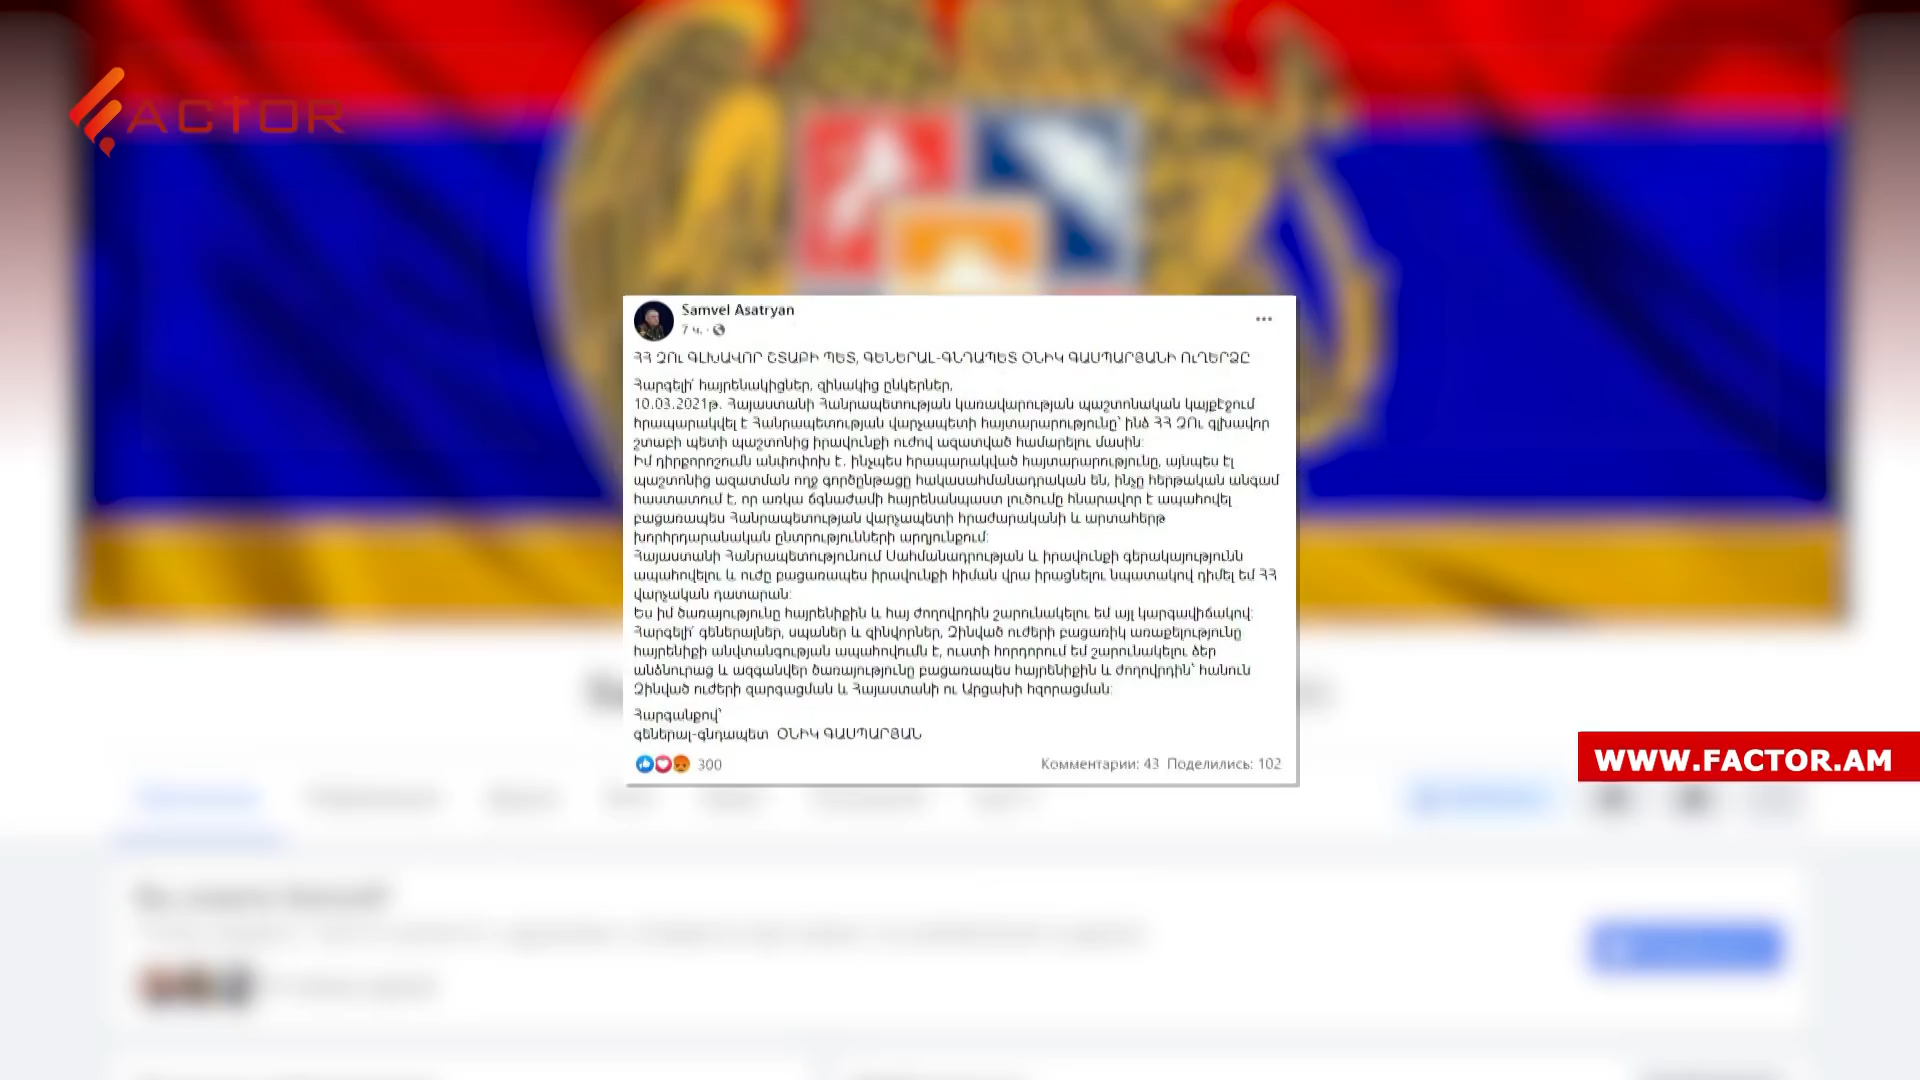 ACTOR
Samvel Asatryan
7 ч. ·
ՀՀ ԶՈւ ԳԼԽԱՎՈՐ ՇՏԱԲԻ ՊԵՏ, ԳԵՆԵՐԱԼ-ԳՆԴԱՊԵՏ ՕՆԻԿ ԳԱՍՊԱՐՅԱՆԻ ՈւՂԵՐՁԸ
Հարգելի՛ հայրենակիցներ, զինակից ընկերներ,
10.03.2021թ. Հայաստանի Հանրապետության կառավարության պաշտոնական կայքէջում
հրապարակվել է Հանրապետության վարչապետի հայտարարությունը՝ ինձ ՀՀ ԶՈւ գլխավոր
շտաբի պետի պաշտոնից իրավունքի ուժով ազատված համարելու մասին:
Իմ դիրքորոշումն անփոփոխ է. ինչպես հրապարակված հայտարարությունը, այնպես էլ
պաշտոնից ազատման ողջ գործընթացը հակասահմանադրական են, ինչը հերթական անգամ
հաստատում է, որ առկա ճգնաժամի հայրենանպաստ լուծումը հնարավոր է ապահովել
բացառապես Հանրապետության վարչապետի հրաժարականի և արտահերթ
խորհրդարանական ընտրությունների արդյունքում:
Հայաստանի Հանրապետությունում Սահմանադրության և իրավունքի գերակայությունն
ապահովելու և ուժը բացառապես իրավունքի հիման վրա իրացնելու նպատակով դիմել եմ ՀՀ
վարչական դատարան:
Ես իմ ծառայությունը հայրենիքին և հայ ժողովրդին շարունակելու եմ այլ կարգավիճակով:
Հարգելի՛ գեներալներ, սպաներ և զինվորներ, Զինված ուժերի բացառիկ առաքելությունը
հայրենիքի անվտանգության ապահովումն է, ուստի հորդորում եմ շարունակելու ձեր
անձնուրաց և ազգանվեր ծառայությունը բացառապես հայրենիքին և ժողովրդին՝ հանուն
Զինված ուժերի զարգացման և Հայաստանի ու Արցախի հզորացման:
Հարգանքով՝
գեներալ-գնդապետ ՕՆԻԿ ԳԱՍՊԱՐՅԱՆ
300 Комментарии: 43 Поделились: 102
WWW.FACTOR.AM